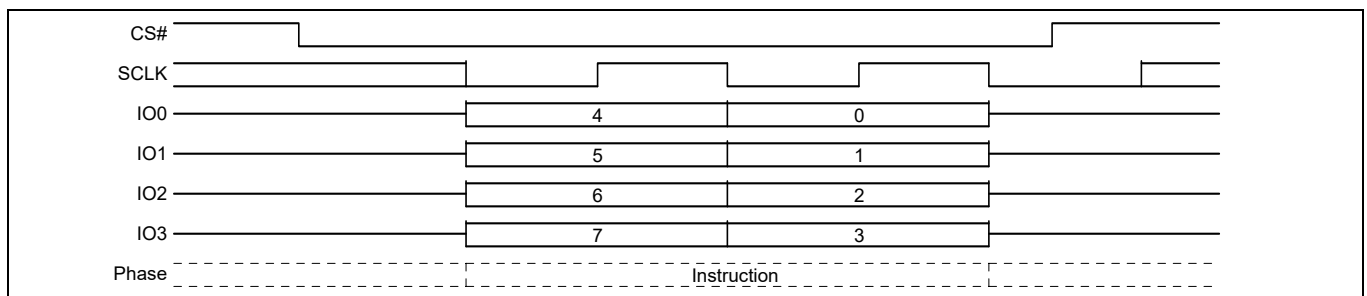 CS#
SCLK
IO0 4 0
IO1 5 1
IO2 6 2
IO3 7 3
Phase Instruction